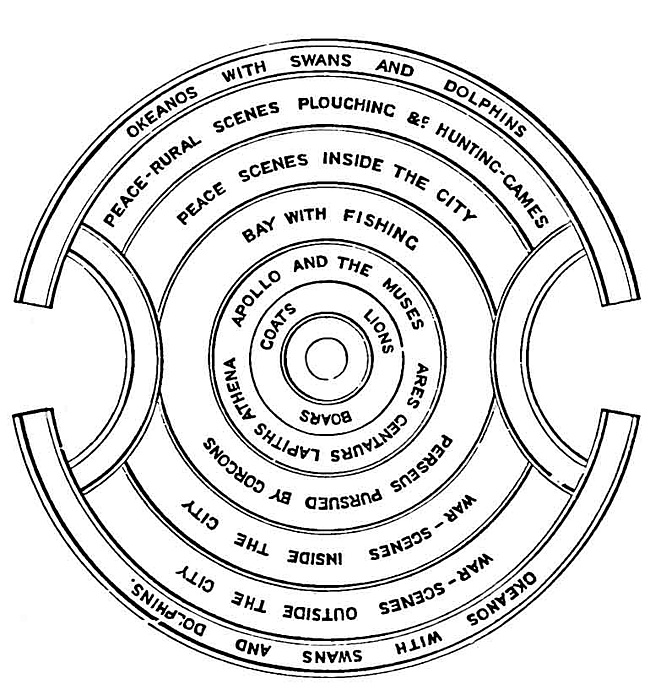 OKEANOS WITH SWANS AND DOLPHINS
PEACE-RURAL SCENES PLOUGHING &c HUNTING-GAMES
PEACE SCENES INSIDE THE CITY
BAY WITH FISHING
APOLLO AND THE MUSES
GOATS LIONS
BOARS
ARES CENTAURS LAPITHS ATHENA
PERSEUS PURSUED BY GORGONS
WAR-SCENES INSIDE THE CITY
WAR-SCENES OUTSIDE THE CITY
OKEANOS WITH SWANS AND DOLPHINS.